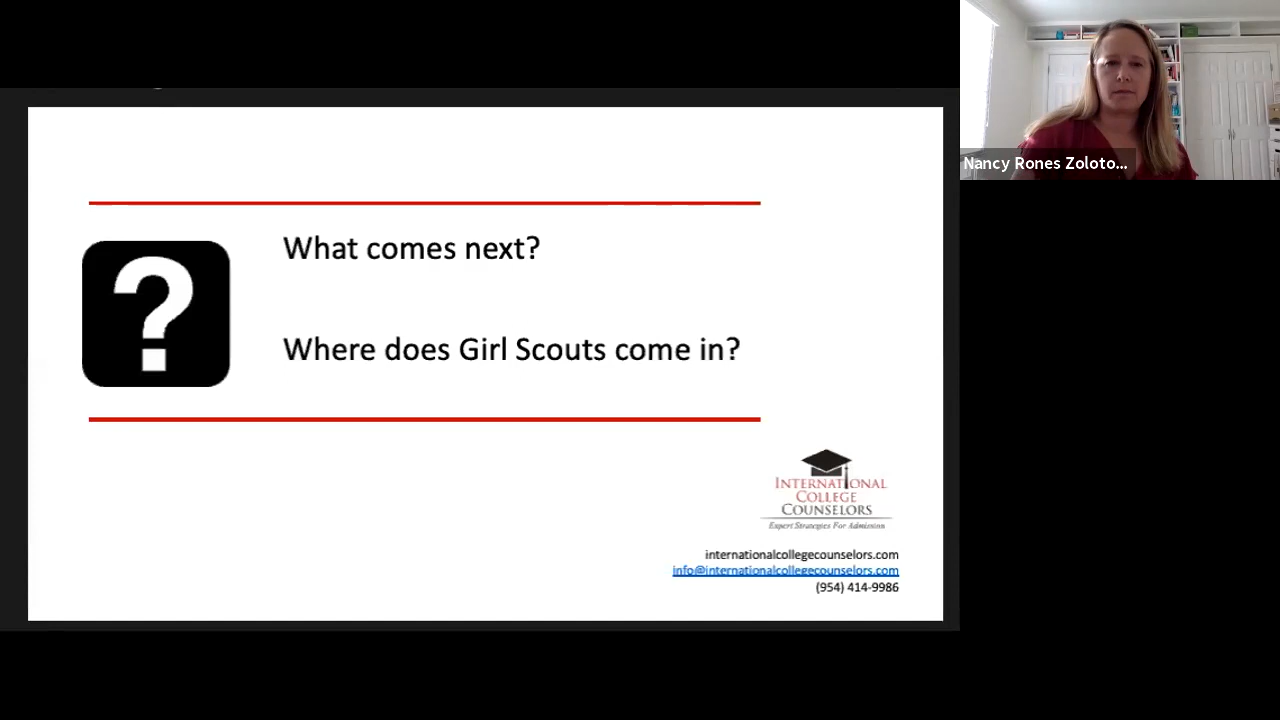 Nancy Rones Zoloto...
?
What comes next?
Where does Girl Scouts come in?
INTERNATIONAL
COLLEGE
COUNSELORS
Expert Strategies For Admission
internationalcollegecounselors.com
info@internationalcollegecounselors.com
(954) 414-9986